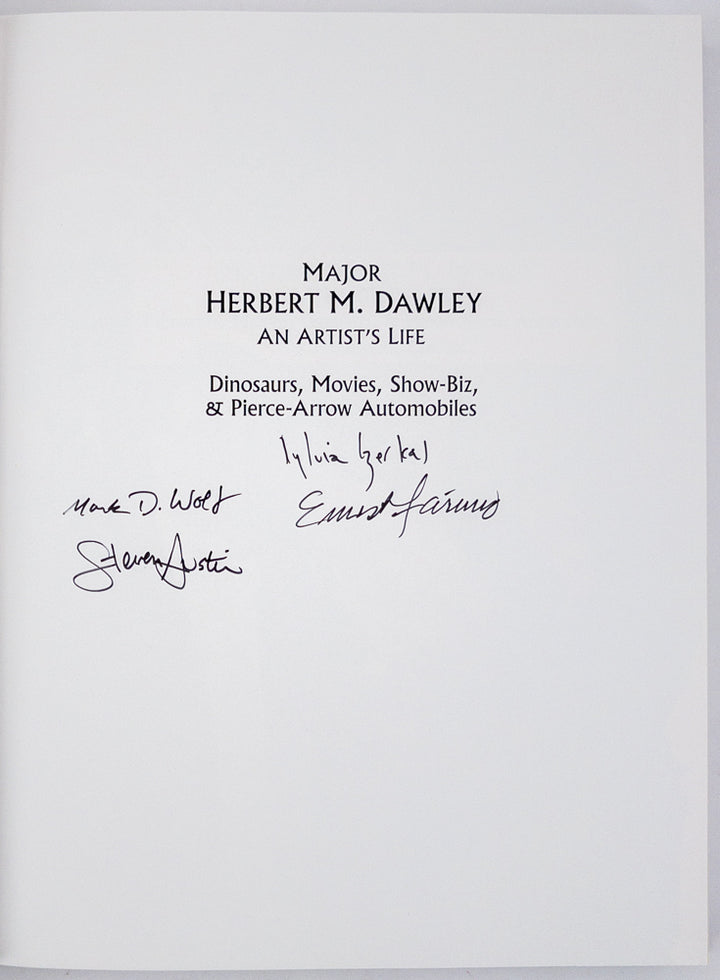 MAJOR
HERBERT M. DAWLEY
AN ARTIST'S LIFE
Dinosaurs, Movies, Show-Biz,
& Pierce-Arrow Automobiles
Sylvia
Mark D. Wolf
Ernest Farino
Steven Austin